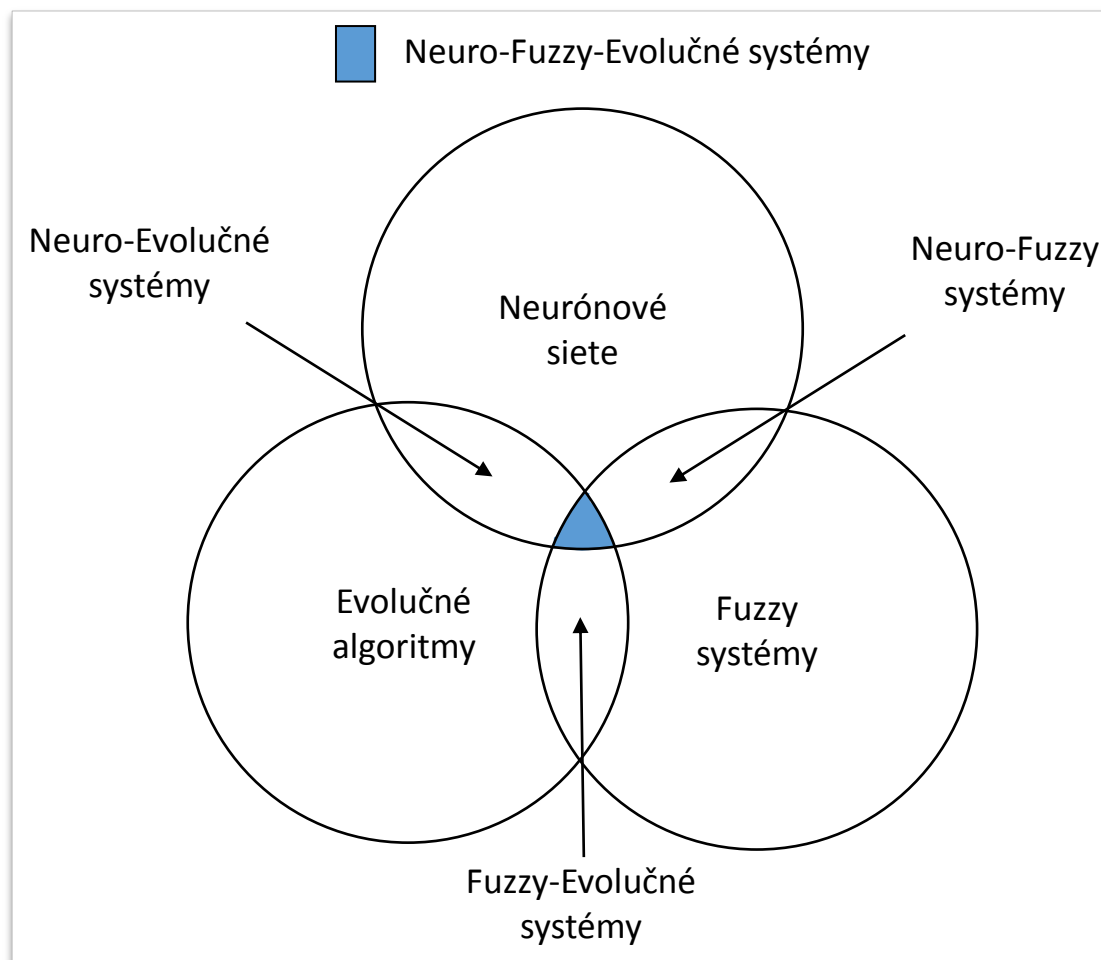 Neuro-Fuzzy-Evolučné systémy
Neuro-Evolučné
systémy
Neuro-Fuzzy
systémy
Neurónové
siete
Evolučné
algoritmy
Fuzzy
systémy
Fuzzy-Evolučné
systémy